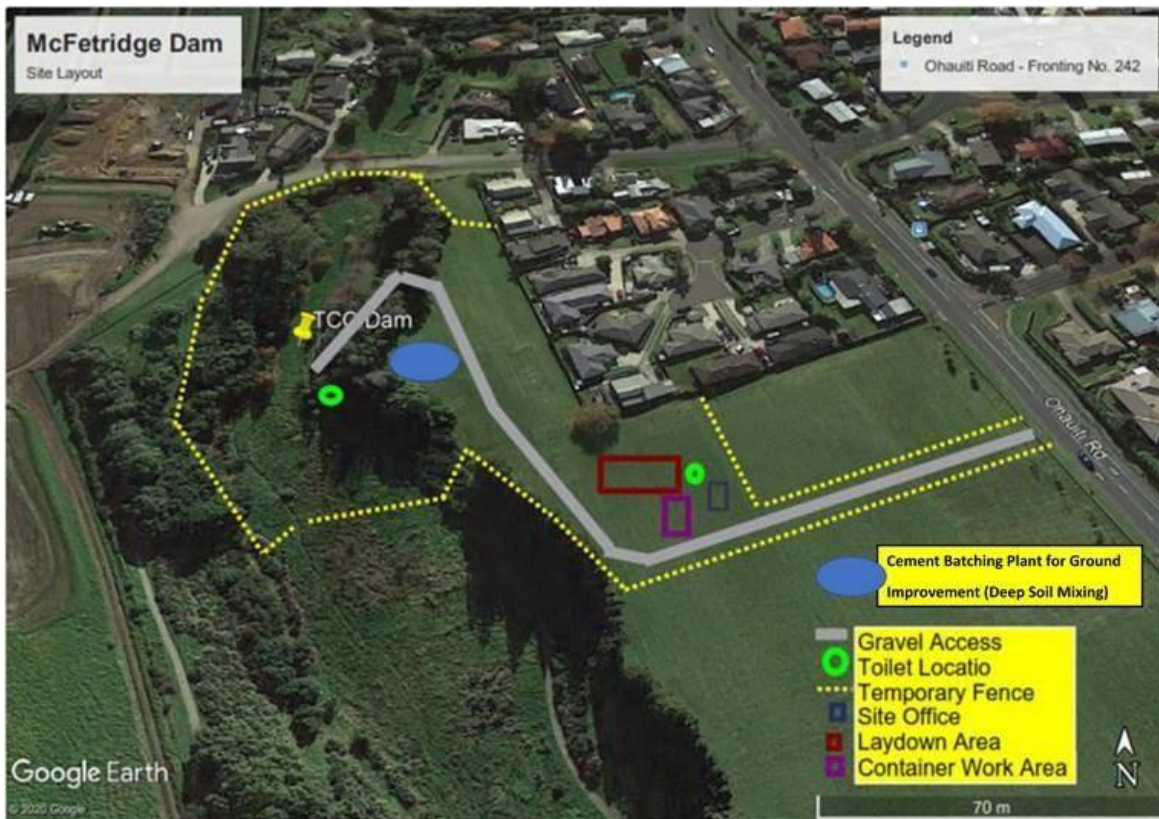 McFetridge Dam
Site Layout
Legend
Ohauiti Road - Fronting No. 242
TCC Dam
Ohauiti Rd
Cement Batching Plant for Ground
Improvement (Deep Soil Mixing)
Gravel Access
Toilet Locatio
Temporary Fence
Site Office
Laydown Area
Container Work Area
N
Google Earth
© 2020 Google
70 m